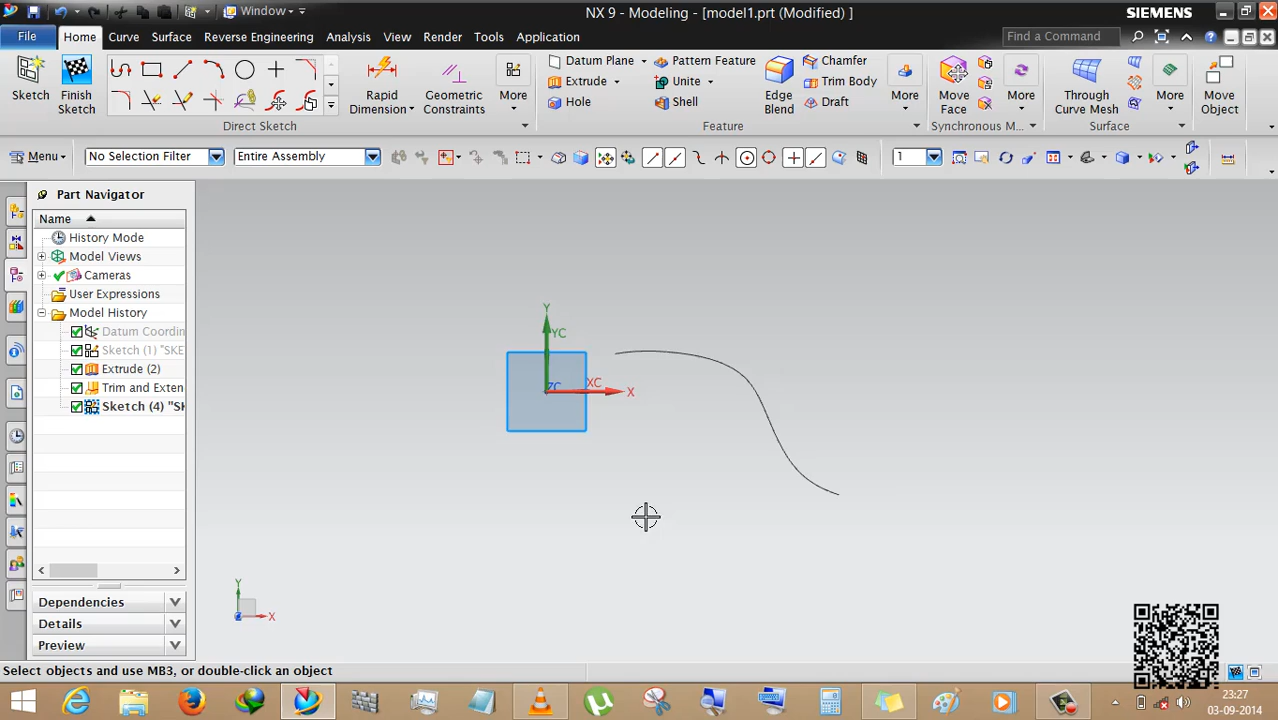 NX 9 - Modeling - [model1.prt (Modified) ]
SIEMENS
Window
File Home Curve Surface Reverse Engineering Analysis View Render Tools Application
Find a Command
Sketch
Finish Sketch
Direct Sketch
Rapid Dimension
Geometric Constraints
More
Datum Plane
Extrude
Hole
Pattern Feature
Unite
Shell
Edge Blend
Chamfer
Trim Body
Draft
More
Feature
Move Face
More
Synchronous M...
Through Curve Mesh
More
Surface
Move Object
Menu
No Selection Filter
Entire Assembly
1
Part Navigator
Name
History Mode
Model Views
Cameras
User Expressions
Model History
Datum Coordin
Sketch (1) "SKE
Extrude (2)
Trim and Exten
Sketch (4) "SK
Dependencies
Details
Preview
Y
YC
ZC
XC
X
Y
Z
X
Select objects and use MB3, or double-click an object
23:27
03-09-2014